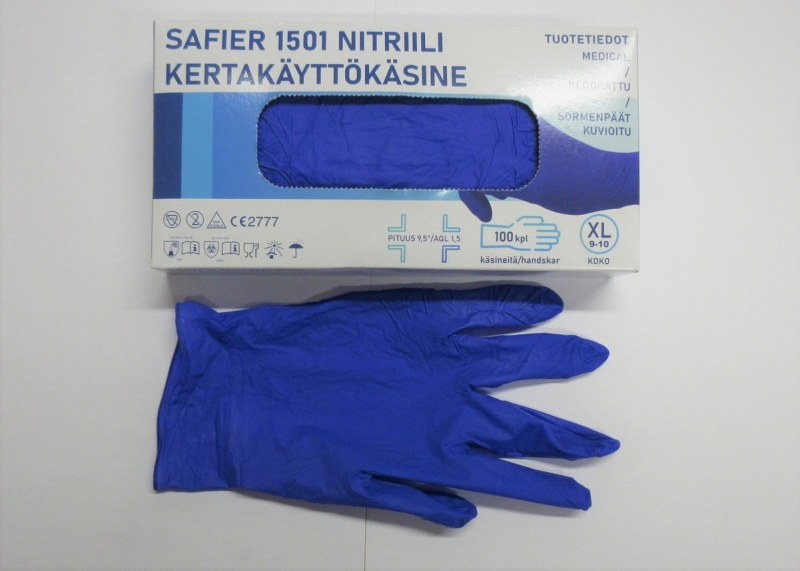 SAFIER 1501 NITRIILI
KERTAKÄYTTÖKÄSINE
TUOTETIEDOT
MEDICAL
/
KLOORATTU
/
SORMENPÄÄT
KUVIOITU
CE2777
PITUUS 9,5"/AQL 1,5
100 kpl
käsineitä/handskar
XL
9-10
KOKO